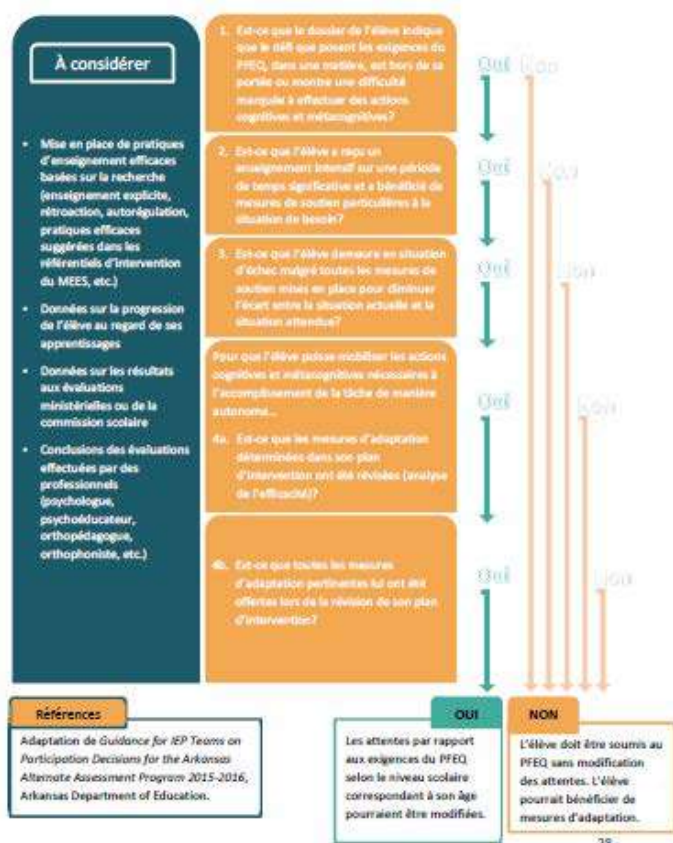 À considérer
• Mise en place de pratiques
d'enseignement efficaces
basées sur la recherche
(enseignement explicite,
rétroaction, autorégulation,
pratiques efficaces
suggérées dans les
référentiels d'intervention
du MEES, etc.)
• Données sur la progression
de l'élève au regard de ses
apprentissages
• Données sur les résultats
aux évaluations
ministérielles ou de la
commission scolaire
• Conclusions des évaluations
effectuées par des
professionnels
(psychologue,
psychoéducateur,
orthopédagogue,
orthophoniste, etc.)
1. Est-ce que le dossier de l'élève indique
que le défi que posent les exigences du
PFEQ, dans une matière, est hors de sa
portée ou montre une difficulté
marquée à effectuer des actions
cognitives et métacognitives?
Oui
Non
2. Est-ce que l'élève a reçu un
enseignement intensif sur une période
de temps significative et a bénéficié de
mesures de soutien particulières à la
situation de besoin?
Oui
Non
3. Est-ce que l'élève demeure en situation
d'échec malgré toutes les mesures de
soutien mises en place pour diminuer
l'écart entre la situation actuelle et la
situation attendue?
Oui
Non
Pour que l'élève puisse mobiliser les actions
cognitives et métacognitives nécessaires à
l'accomplissement de la tâche de manière
autonome...
4a. Est-ce que les mesures d'adaptation
déterminées dans son plan
d'intervention ont été révisées (analyse
de l'efficacité)?
Oui
Non
4b. Est-ce que toutes les mesures
d'adaptation pertinentes lui ont été
offertes lors de la révision de son plan
d'intervention?
Oui
Non
Références
Adaptation de Guidance for IEP Teams on
Participation Decisions for the Arkansas
Alternate Assessment Program 2015-2016,
Arkansas Department of Education.
OUI
Les attentes par rapport
aux exigences du PFEQ
selon le niveau scolaire
correspondant à son âge
pourraient être modifiées.
NON
L'élève doit être soumis au
PFEQ sans modification
des attentes. L'élève
pourrait bénéficier de
mesures d'adaptation.
28